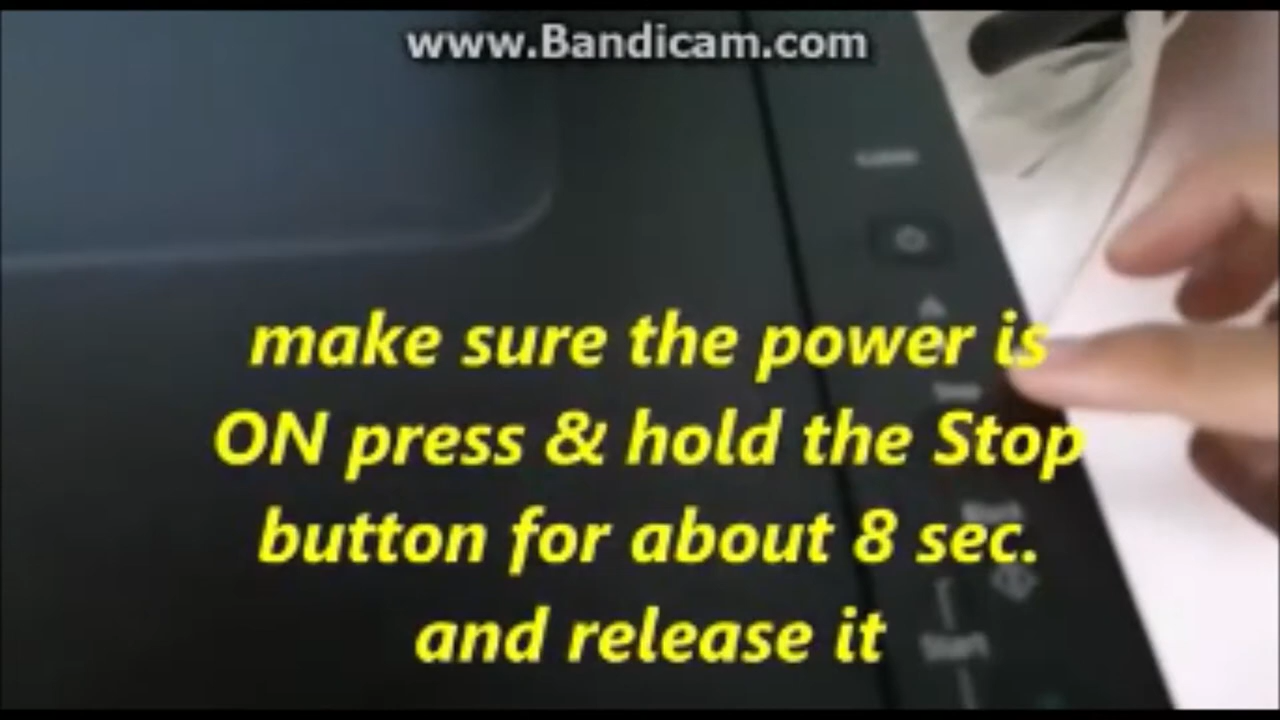 www.Bandicam.com
make sure the power is
ON press & hold the Stop
button for about 8 sec.
and release it
Start